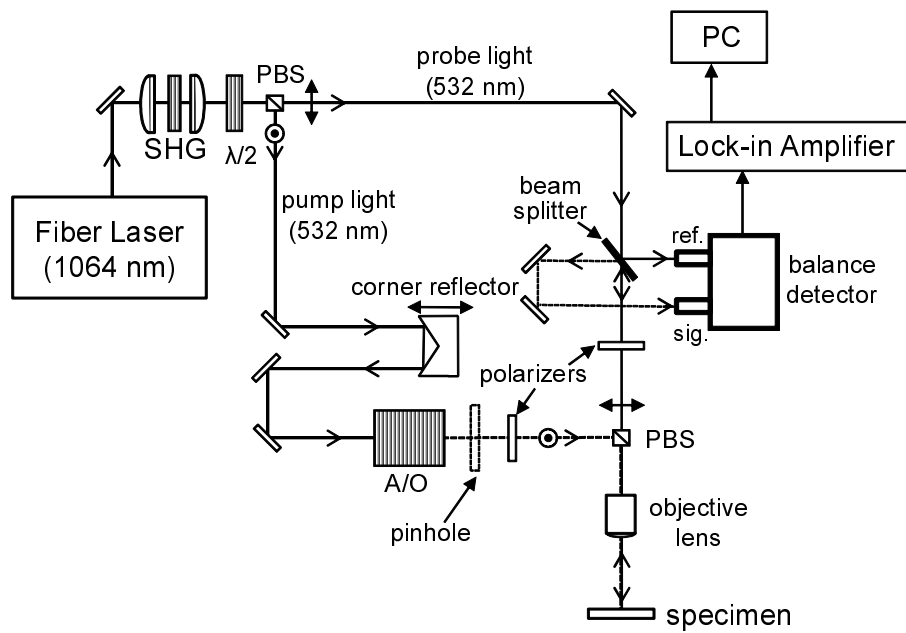 PC
probe light
(532 nm)
PBS
SHG
λ/2
Lock-in Amplifier
Fiber Laser
(1064 nm)
pump light
(532 nm)
beam
splitter
ref.
balance
detector
sig.
corner reflector
polarizers
PBS
A/O
pinhole
objective
lens
specimen